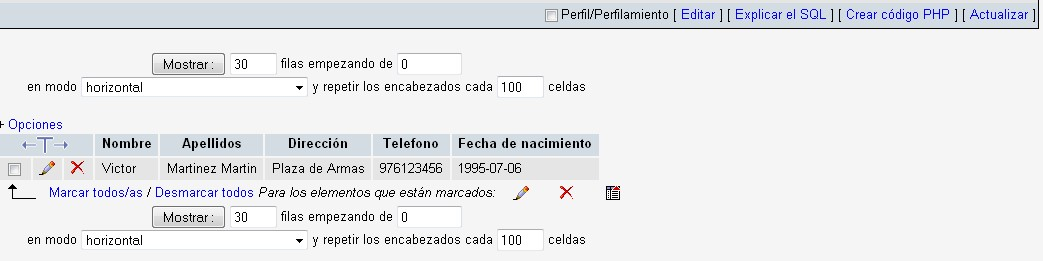 Perfil/Perfilamiento [ Editar ] [ Explicar el SQL ] [ Crear código PHP ] [ Actualizar ]
Mostrar : 30 filas empezando de 0
en modo horizontal y repetir los encabezados cada 100 celdas
+ Opciones
←T→ Nombre Apellidos Dirección Telefono Fecha de nacimiento
Victor Martinez Martin Plaza de Armas 976123456 1995-07-06
Marcar todos/as / Desmarcar todos Para los elementos que están marcados:
Mostrar : 30 filas empezando de 0
en modo horizontal y repetir los encabezados cada 100 celdas